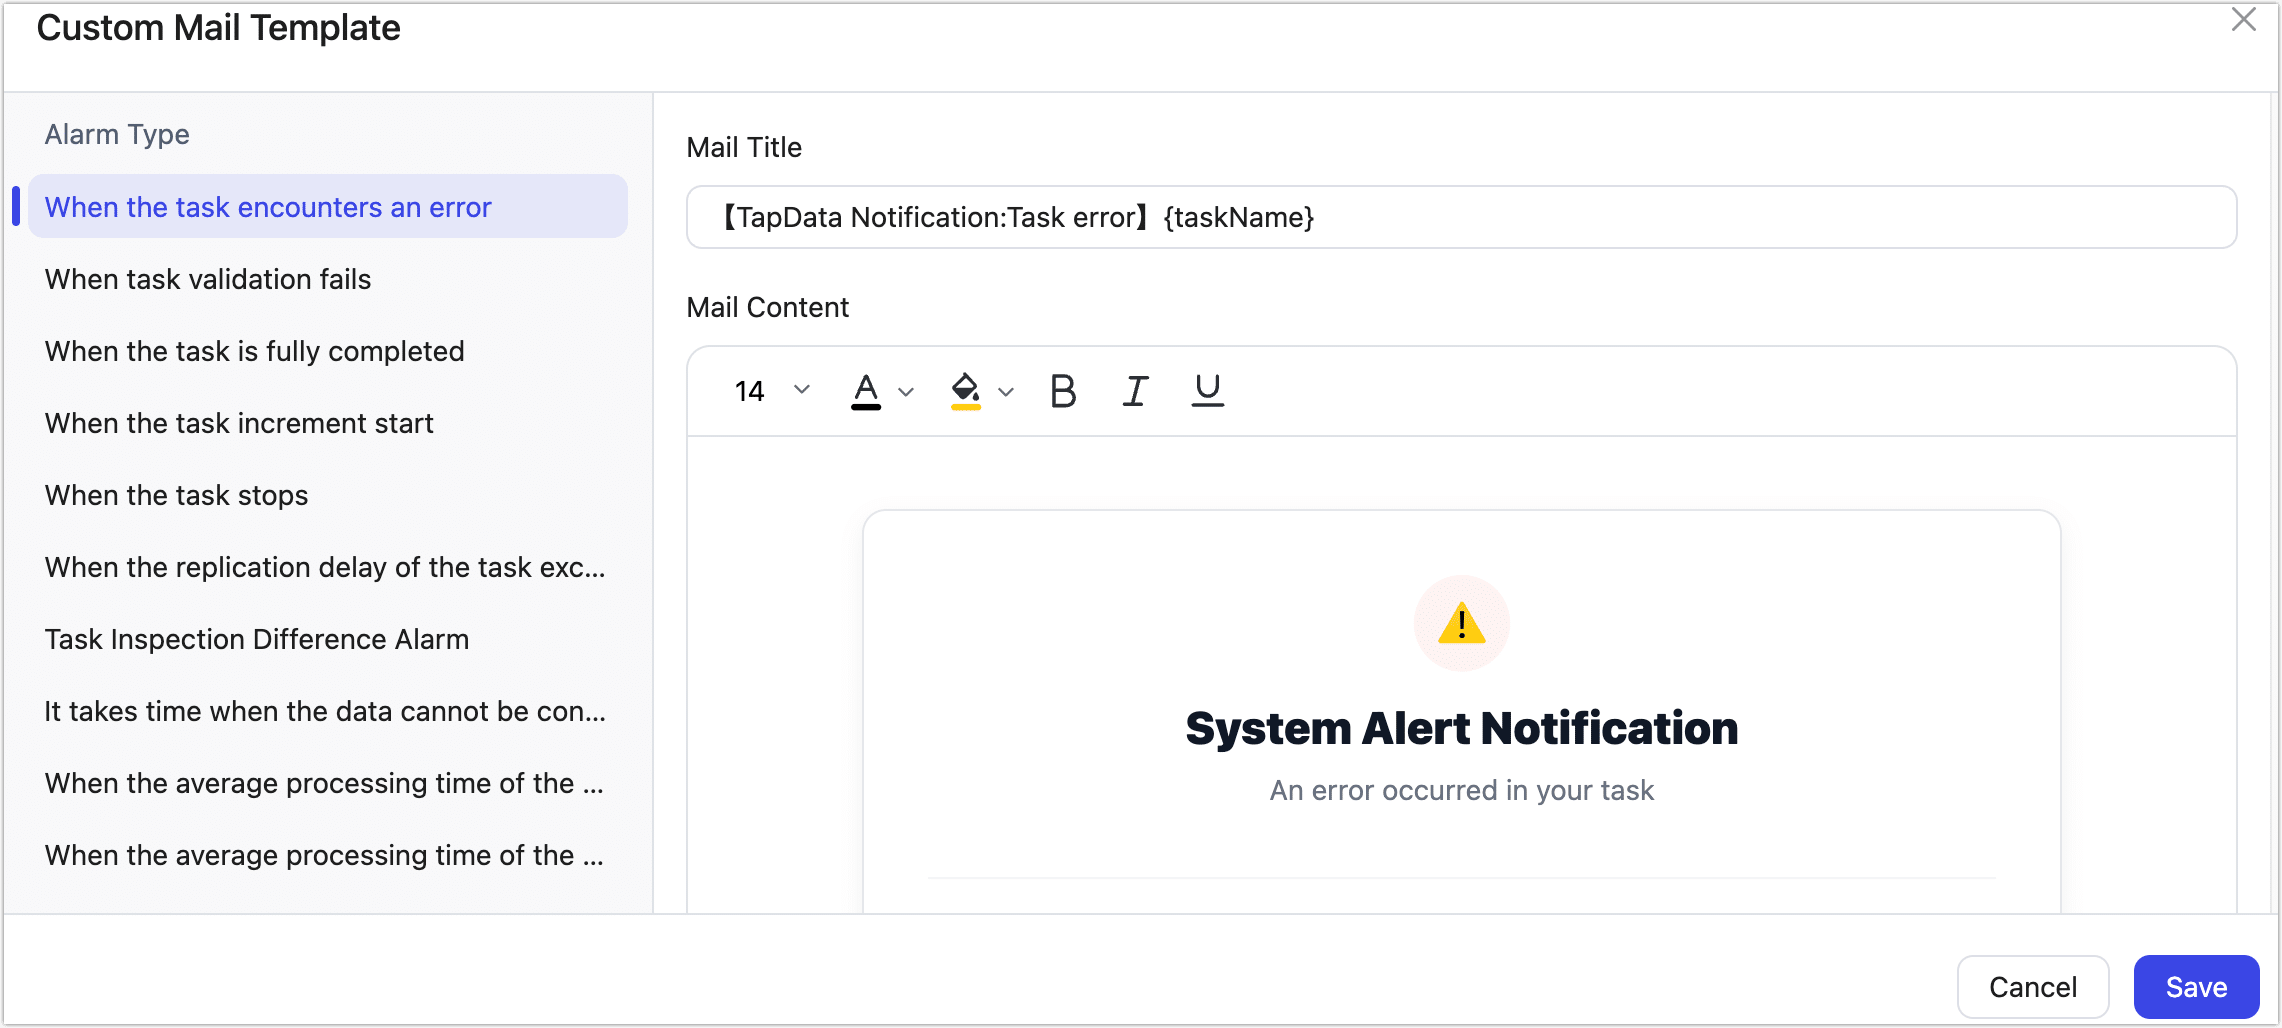 Custom Mail Template
Alarm Type
When the task encounters an error
When task validation fails
When the task is fully completed
When the task increment start
When the task stops
When the replication delay of the task exc...
Task Inspection Difference Alarm
It takes time when the data cannot be con...
When the average processing time of the ...
When the average processing time of the ...
Mail Title
【TapData Notification:Task error】{taskName}
Mail Content
14 A B I U
System Alert Notification
An error occurred in your task
Cancel Save